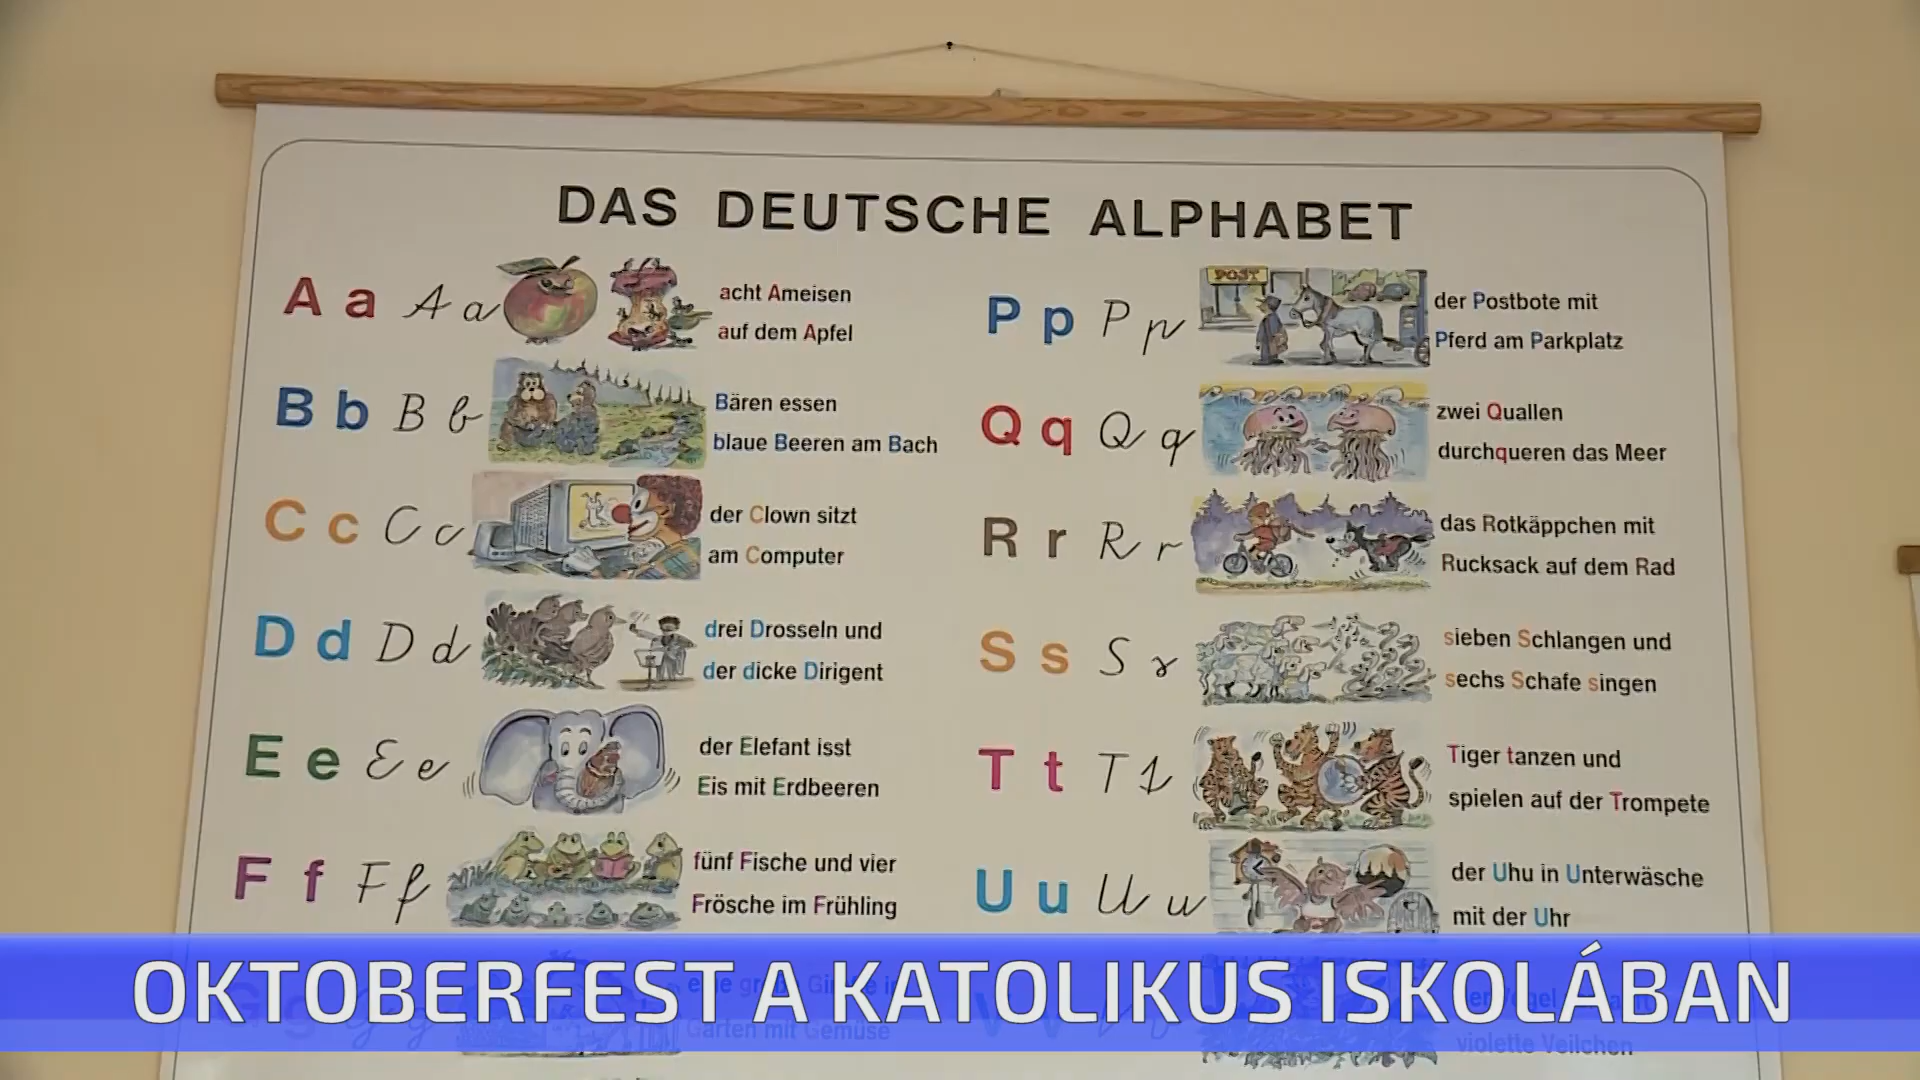 DAS DEUTSCHE ALPHABET
A a A a
acht Ameisen
auf dem Apfel
B b B b
Bären essen
blaue Beeren am Bach
C c C c
der Clown sitzt
am Computer
D d D d
drei Drosseln und
der dicke Dirigent
E e E e
der Elefant isst
Eis mit Erdbeeren
F f F f
fünf Fische und vier
Frösche im Frühling
G g G g
Garten mit Gemüse
P p P p
POST
der Postbote mit
Pferd am Parkplatz
Q q Q q
zwei Quallen
durchqueren das Meer
R r R r
das Rotkäppchen mit
Rucksack auf dem Rad
S s S s
sieben Schlangen und
sechs Schafe singen
T t T t
Tiger tanzen und
spielen auf der Trompete
U u U u
der Uhu in Unterwäsche
mit der Uhr
V v V v
violette Veilchen
OKTOBERFEST A KATOLIKUS ISKOLÁBAN